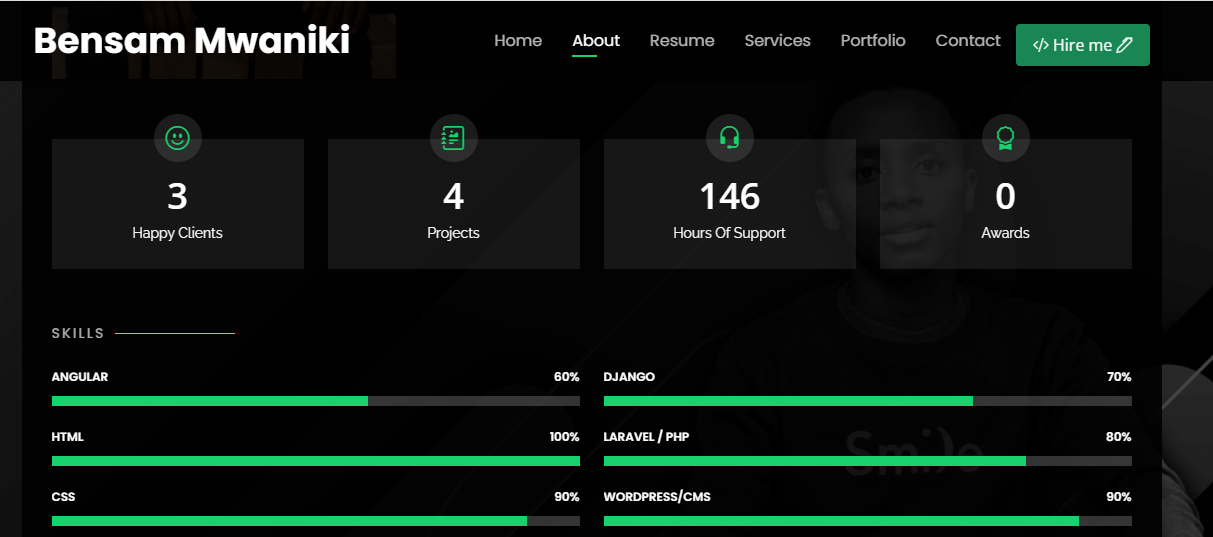 Bensam Mwaniki
Home About Resume Services Portfolio Contact </> Hire me
3 4 146 0
Happy Clients Projects Hours Of Support Awards
SKILLS
ANGULAR 60% DJANGO 70%
HTML 100% LARAVEL / PHP 80%
Smile
CSS 90% WORDPRESS/CMS 90%